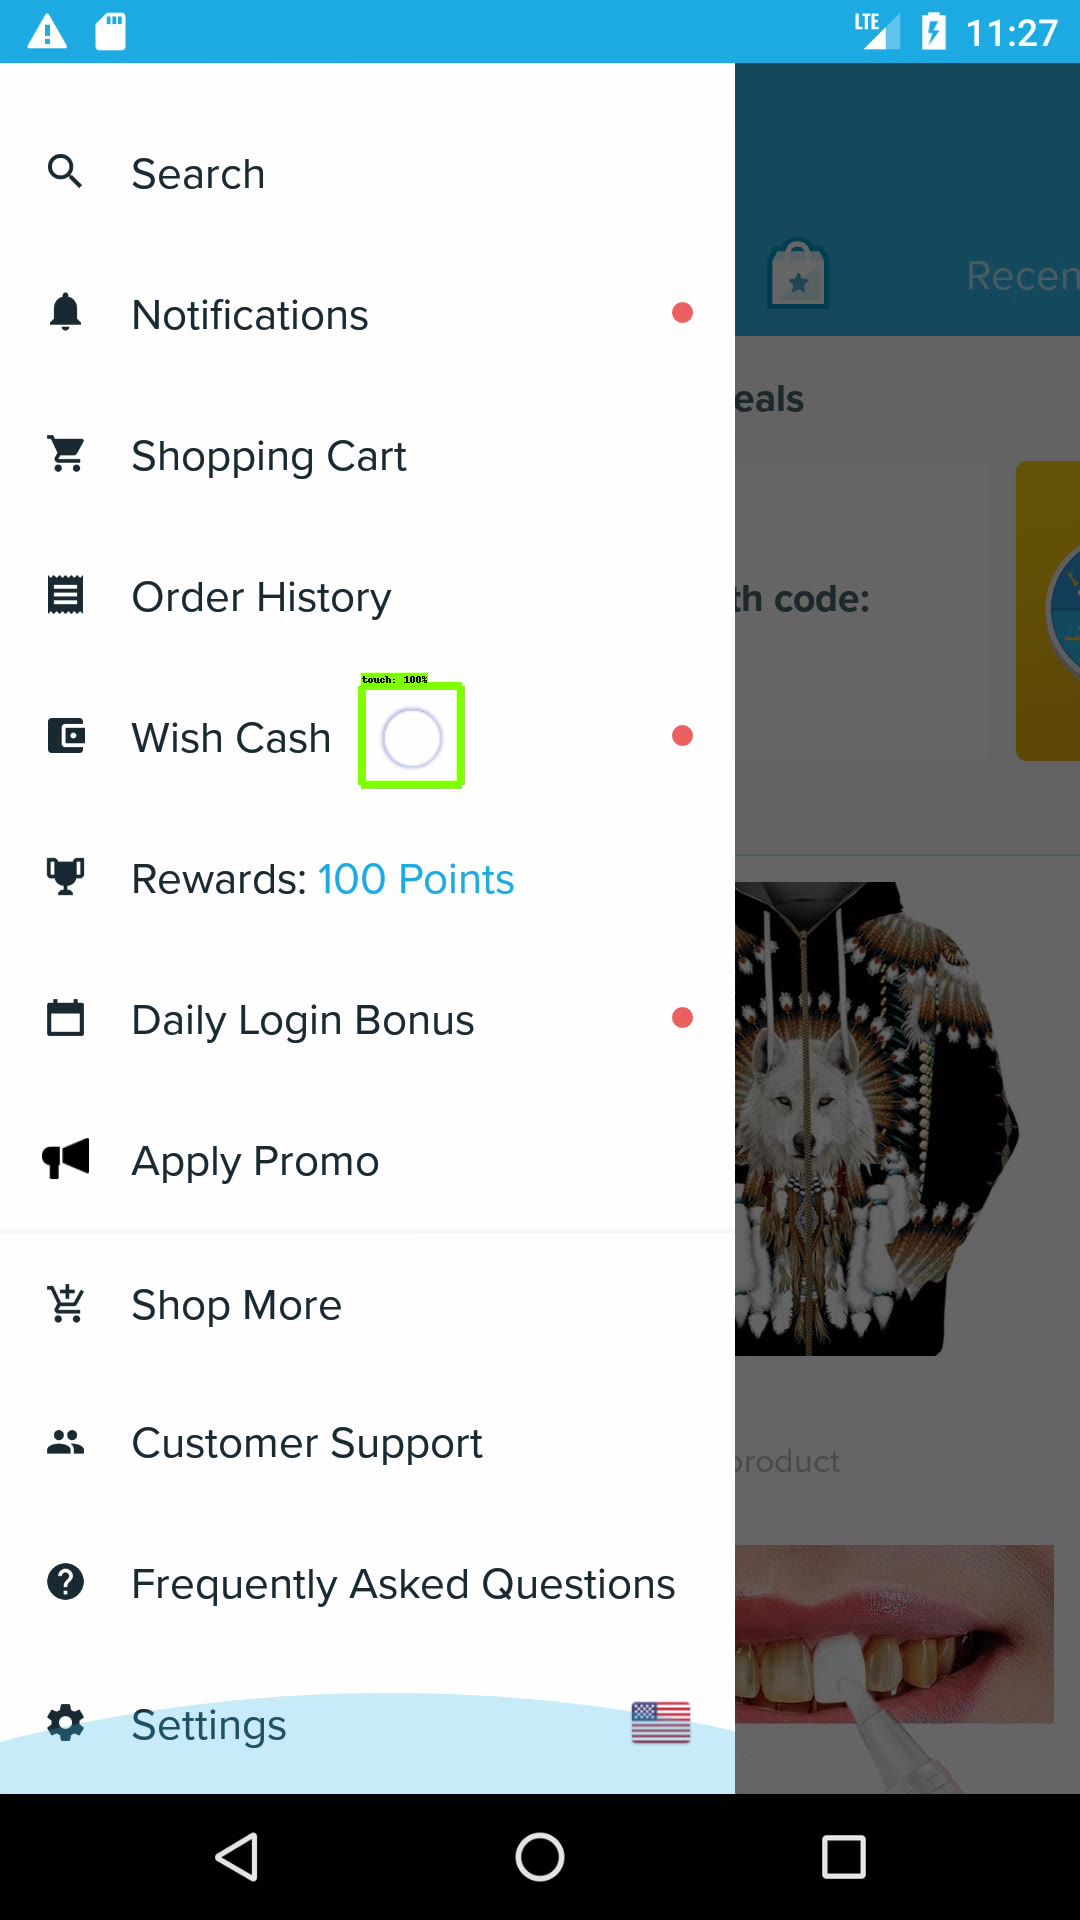 LTE 11:27
Search
Recen
Notifications
eals
Shopping Cart
Order History
th code:
touch: 100%
Wish Cash
Rewards: 100 Points
Daily Login Bonus
Apply Promo
Shop More
Customer Support
product
Frequently Asked Questions
Settings